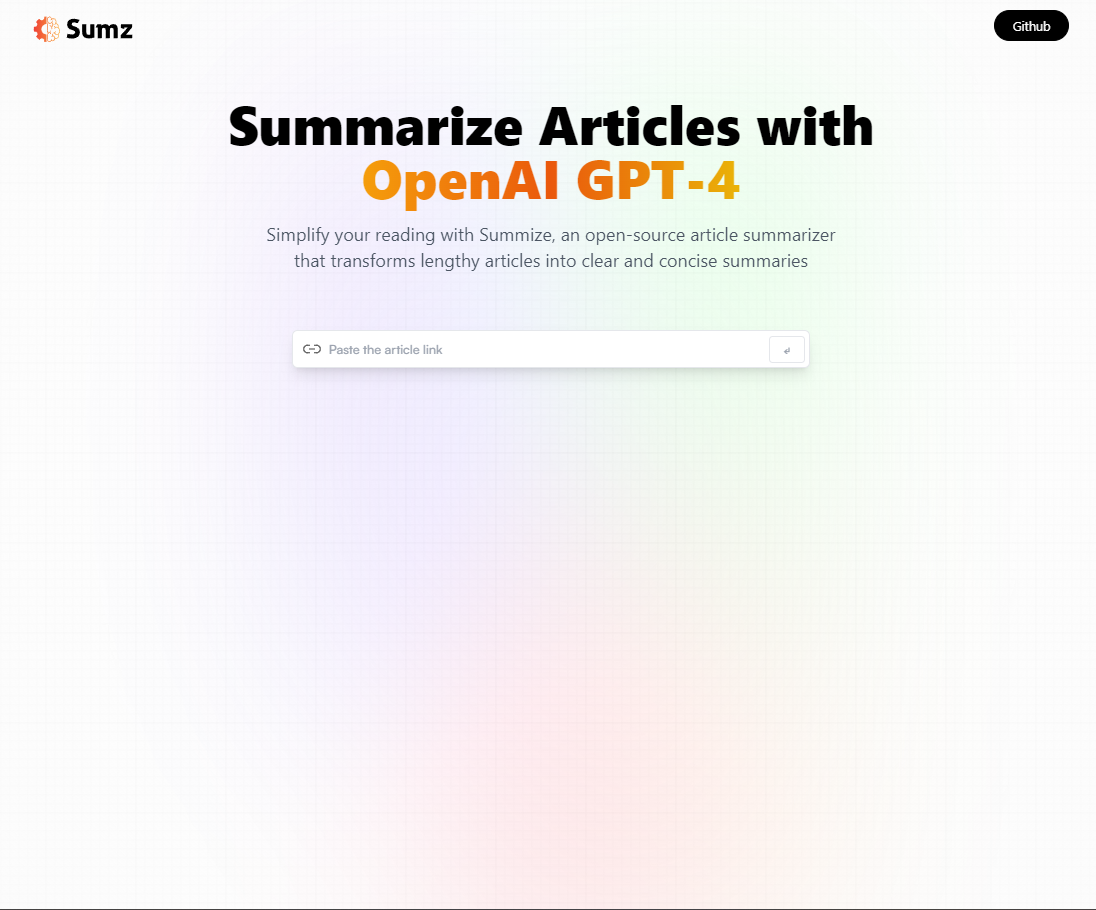 Sumz
Github
Summarize Articles with
OpenAI GPT-4
Simplify your reading with Summize, an open-source article summarizer
that transforms lengthy articles into clear and concise summaries
Paste the article link
↵